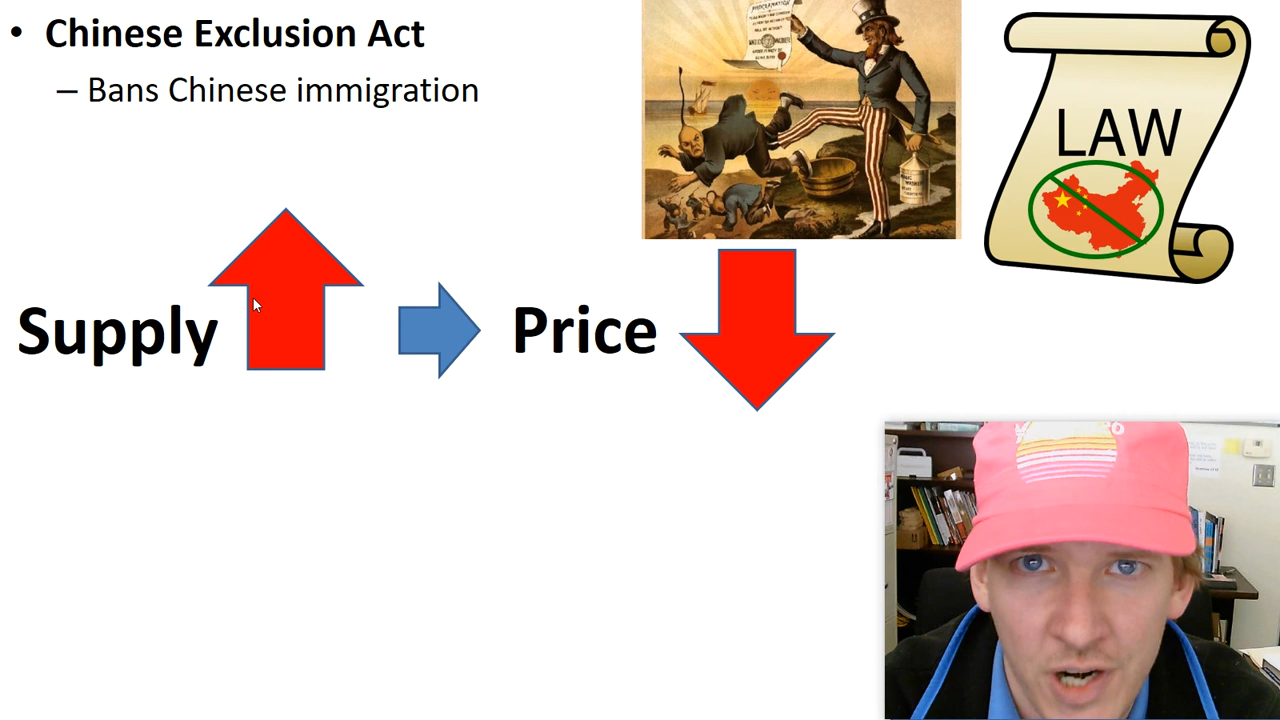 • Chinese Exclusion Act
– Bans Chinese immigration
PROCLAMATION
LAW
Supply
Price